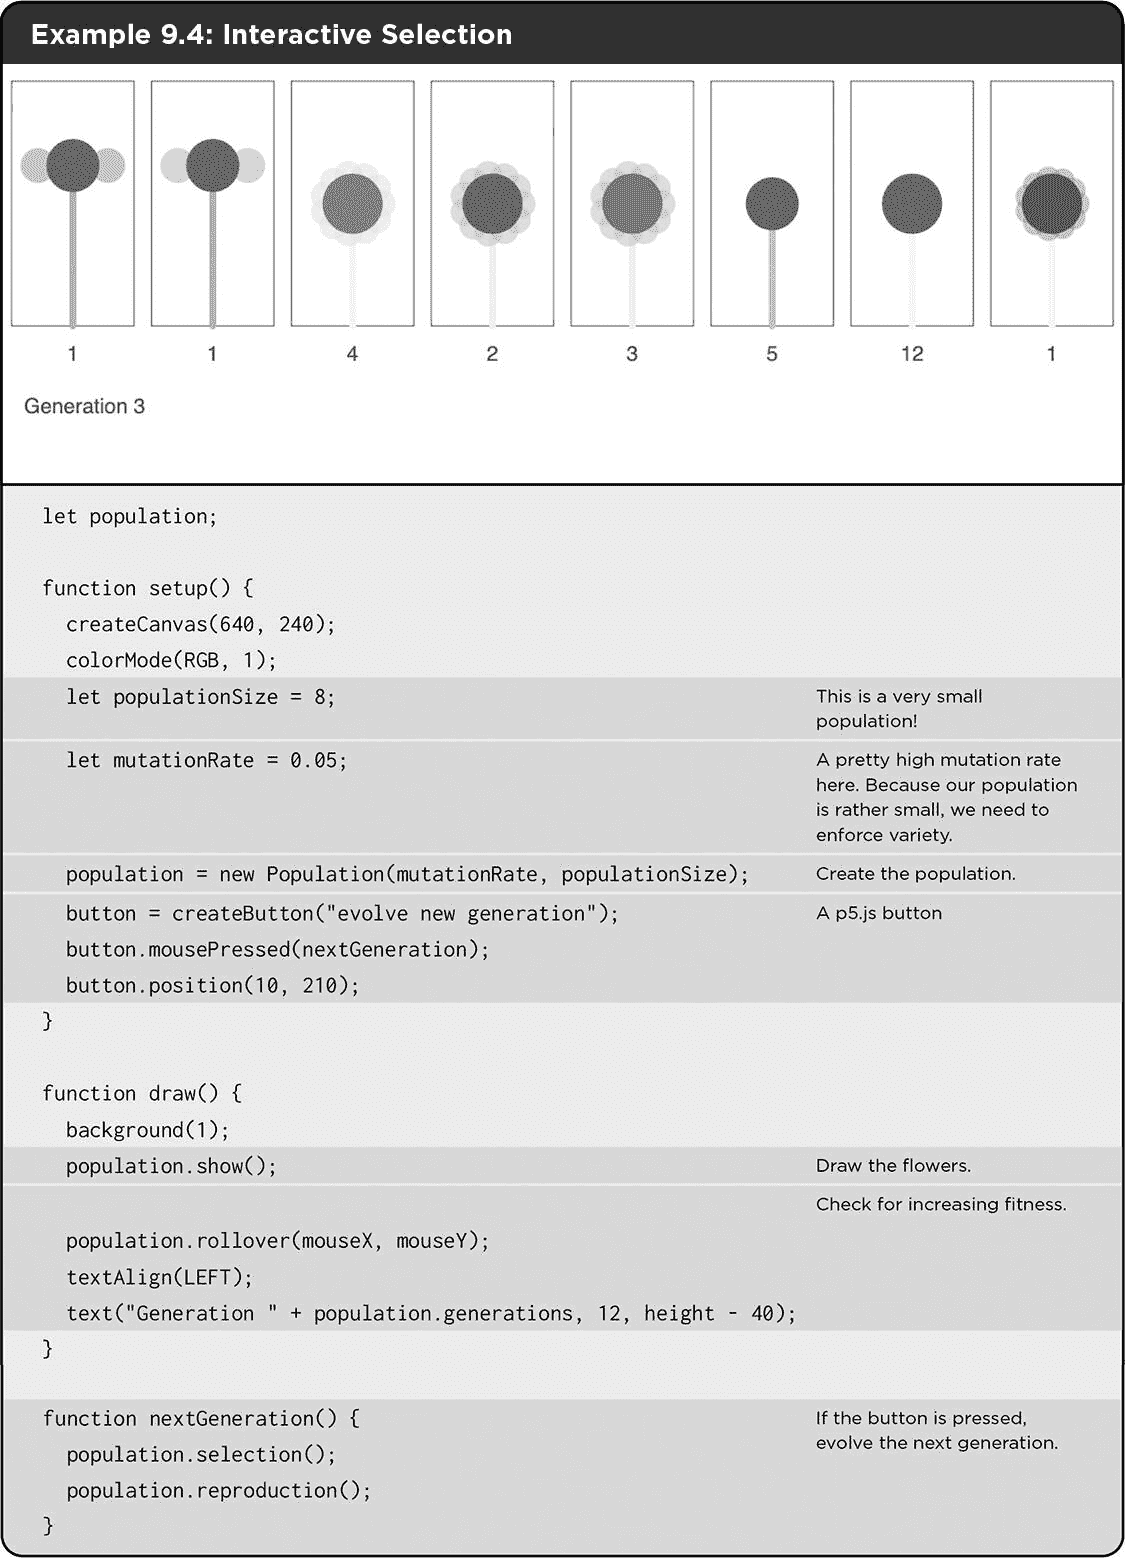 Example 9.4: Interactive Selection
1 1 4 2 3 5 12 1
Generation 3
let population;
function setup() {
createCanvas(640, 240);
colorMode(RGB, 1);
let populationSize = 8;
This is a very small
population!
let mutationRate = 0.05;
A pretty high mutation rate
here. Because our population
is rather small, we need to
enforce variety.
population = new Population(mutationRate, populationSize);
Create the population.
button = createButton("evolve new generation");
A p5.js button
button.mousePressed(nextGeneration);
button.position(10, 210);
}
function draw() {
background(1);
population.show();
Draw the flowers.
Check for increasing fitness.
population.rollover(mouseX, mouseY);
textAlign(LEFT);
text("Generation " + population.generations, 12, height - 40);
}
function nextGeneration() {
If the button is pressed,
evolve the next generation.
population.selection();
population.reproduction();
}